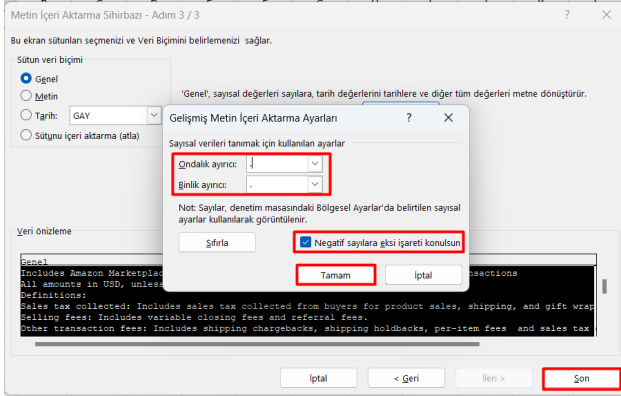 Metin İçeri Aktarma Sihirbazı - Adım 3 / 3
?
Bu ekran sütunları seçmenizi ve Veri Biçimini belirlemenizi sağlar.
Sütun veri biçimi
Genel
Metin
Tarih: GAY
Sütunu içeri aktarma (atla)
'Genel', sayısal değerleri sayılara, tarih değerlerini tarihlere ve diğer tüm değerleri metne dönüştürür.
Gelişmiş Metin İçeri Aktarma Ayarları
?
Sayısal verileri tanımak için kullanılan ayarlar
Ondalık ayırıcı: .
Binlik ayırıcı: .
Not: Sayılar, denetim masasındaki Bölgesel Ayarlar'da belirtilen sayısal
ayarlar kullanılarak görüntülenir.
Sıfırla
Negatif sayılara eksi işareti konulsun
Tamam
İptal
Veri önizleme
Genel
Includes Amazon Marketplac
nsactions
All amounts in USD, unles
Definitions:
Sales tax collected: Includes sales tax collected from buyers for product sales, shipping, and gift wrap
Selling fees: Includes variable closing fees and referral fees.
Other transaction fees: Includes shipping chargebacks, shipping holdbacks, per-item fees and sales tax
İptal
< Geri
İleri >
Son